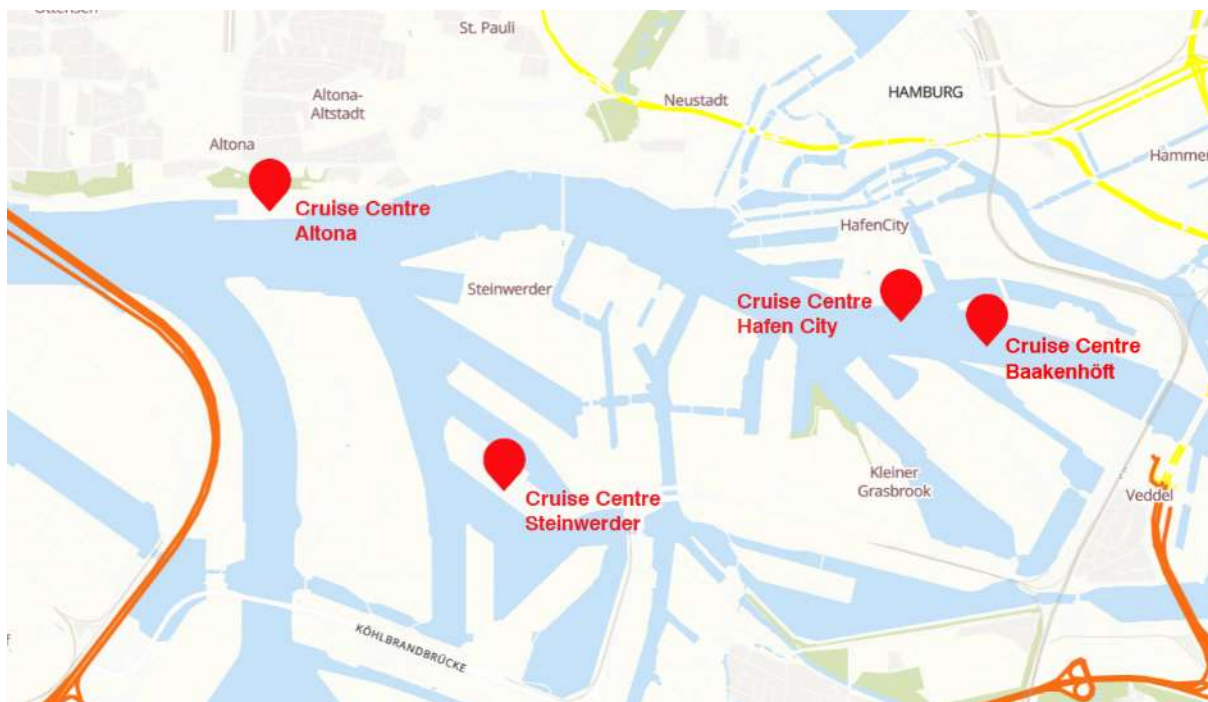 Ottensen
St. Pauli
Altona-
Altstadt
Neustadt
HAMBURG
Altona
Hammer
Cruise Centre
Altona
HafenCity
Steinwerder
Cruise Centre
Hafen City
Cruise Centre
Baakenhöft
Kleiner
Grasbrook
Cruise Centre
Steinwerder
Veddel
KÖHLBRANDBRÜCKE